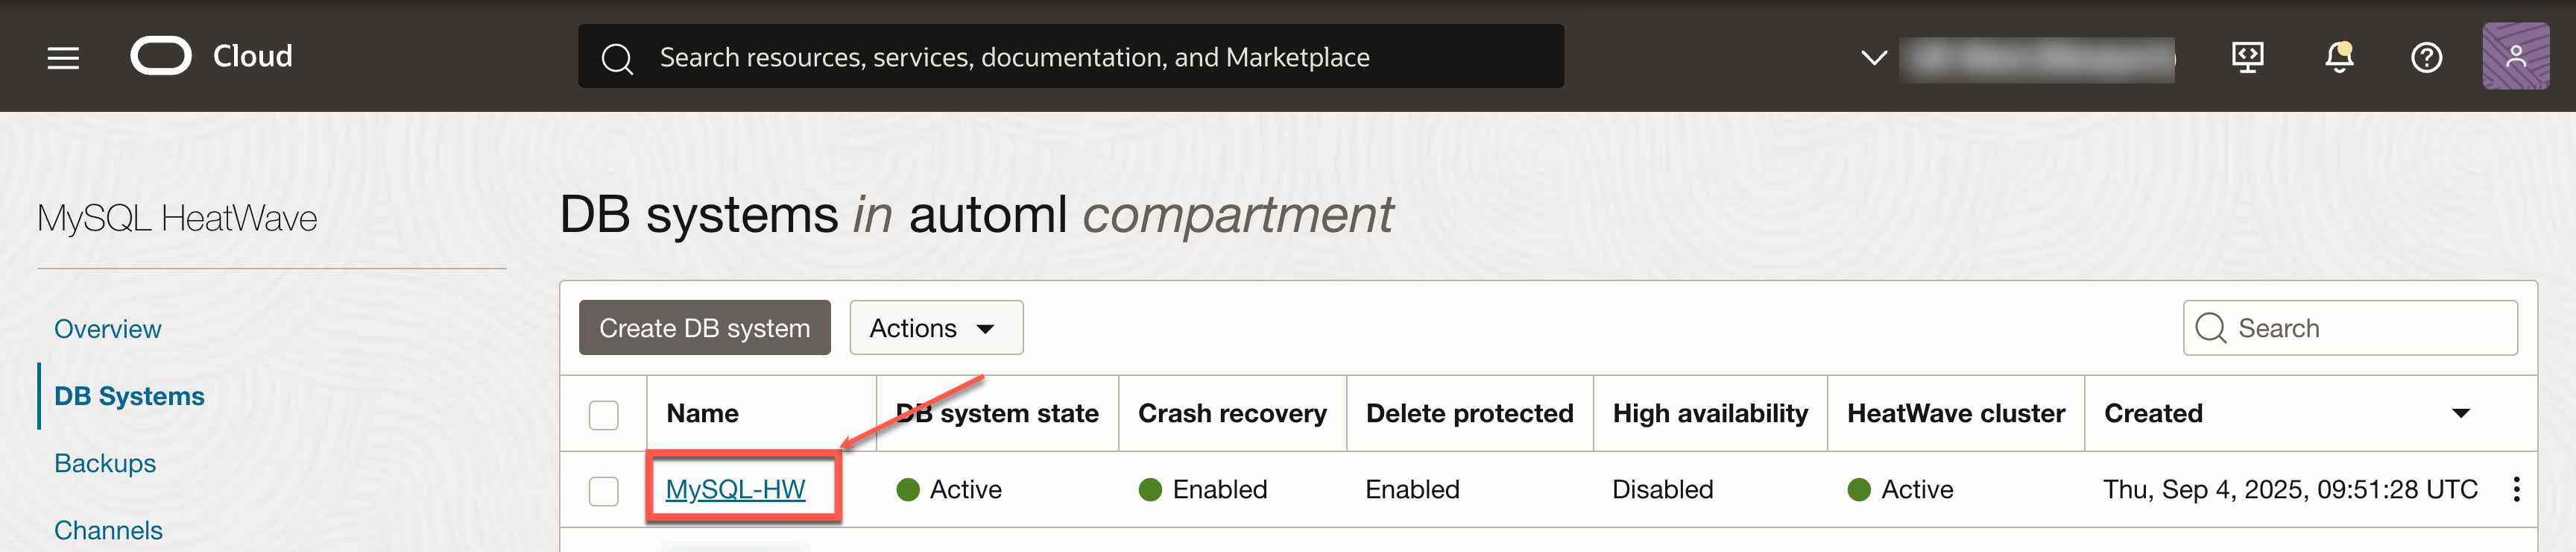 Cloud
Search resources, services, documentation, and Marketplace
MySQL HeatWave
Overview
DB Systems
Backups
Channels
DB systems in automl compartment
Create DB system
Actions
Search
Name
DB system state
Crash recovery
Delete protected
High availability
HeatWave cluster
Created
MySQL-HW
Active
Enabled
Enabled
Disabled
Active
Thu, Sep 4, 2025, 09:51:28 UTC